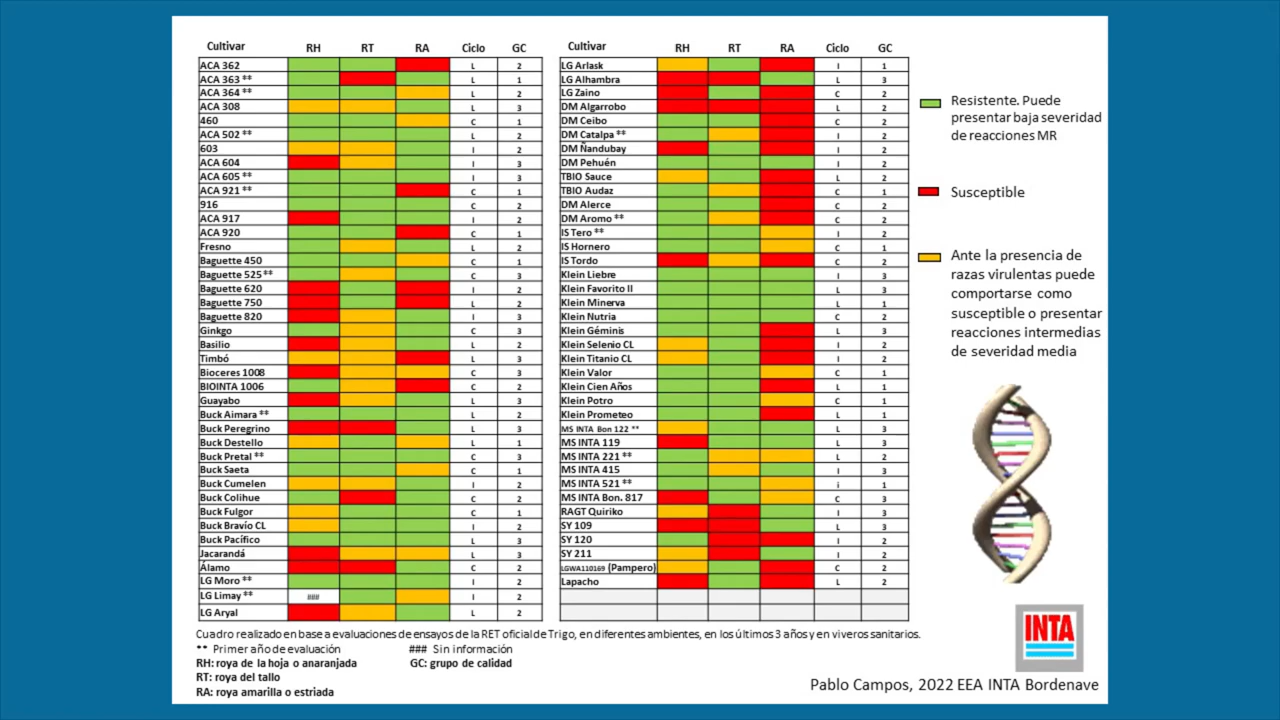 Cultivar RH RT RA Ciclo GC
ACA 362 L 2
ACA 363 ** L 1
ACA 364 ** L 2
ACA 308 L 3
460 C 1
ACA 502 ** L 2
603 I 2
ACA 604 I 3
ACA 605 ** I 3
ACA 921 ** C 1
916 C 2
ACA 917 I 2
ACA 920 C 1
Fresno L 2
Baguette 450 C 1
Baguette 525 ** C 3
Baguette 620 I 2
Baguette 750 L 2
Baguette 820 I 3
Ginkgo C 3
Basilio L 2
Timbó L 3
Bioceres 1008 C 3
BIOINTA 1006 C 2
Guayabo L 3
Buck Aimara ** L 2
Buck Peregrino L 3
Buck Destello L 1
Buck Pretal ** C 3
Buck Saeta C 1
Buck Cumelen I 2
Buck Colihue C 2
Buck Fulgor C 1
Buck Bravío CL I 2
Buck Pacífico L 3
Jacarandá L 3
Álamo C 2
LG Moro ** I 2
LG Limay ** ### I 2
LG Aryal L 2
Cultivar RH RT RA Ciclo GC
LG Arlask I 1
LG Alhambra L 3
LG Zaino C 2
DM Algarrobo L 2
DM Ceibo C 2
DM Catalpa ** I 2
DM Ñandubay I 2
DM Pehuén I 2
TBIO Sauce L 2
TBIO Audaz C 1
DM Alerce C 2
DM Aromo ** C 2
IS Tero ** I 2
IS Hornero C 1
IS Tordo C 2
Klein Liebre I 3
Klein Favorito II L 3
Klein Minerva L 1
Klein Nutria C 2
Klein Géminis L 3
Klein Selenio CL I 2
Klein Titanio CL I 2
Klein Valor C 1
Klein Cien Años L 1
Klein Potro C 1
Klein Prometeo L 1
MS INTA Bon 122 ** L 3
MS INTA 119 L 3
MS INTA 221 ** L 2
MS INTA 415 I 3
MS INTA 521 ** i 1
MS INTA Bon. 817 C 3
RAGT Quiriko I 3
SY 109 L 3
SY 120 I 2
SY 211 I 2
LGWA110169 (Pampero) C 2
Lapacho L 2
Resistente. Puede
presentar baja severidad
de reacciones MR
Susceptible
Ante la presencia de
razas virulentas puede
comportarse como
susceptible o presentar
reacciones intermedias
de severidad media
Cuadro realizado en base a evaluaciones de ensayos de la RET oficial de Trigo, en diferentes ambientes, en los últimos 3 años y en viveros sanitarios.
** Primer año de evaluación ### Sin información
RH: roya de la hoja o anaranjada GC: grupo de calidad
RT: roya del tallo
RA: roya amarilla o estriada
INTA
Pablo Campos, 2022 EEA INTA Bordenave